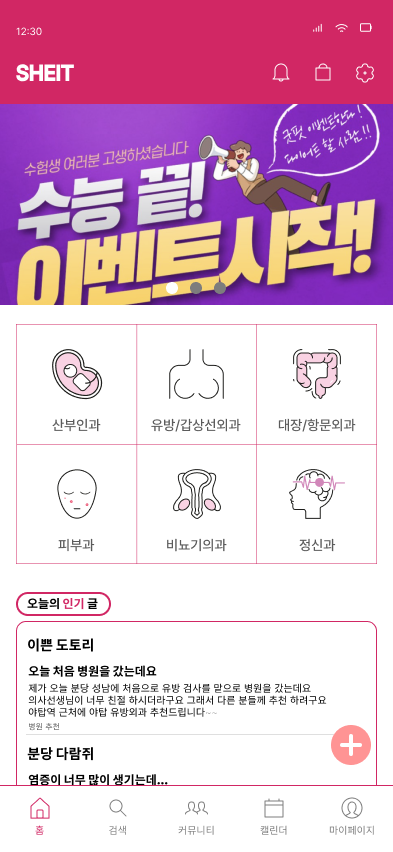 12:30
SHEIT
수험생 여러분 고생하셨습니다
굿핏 이벤트한다!
다이어트 할 사람!!
수능 끝!
이벤트시작!
산부인과
유방/갑상선외과
대장/항문외과
피부과
비뇨기의과
정신과
오늘의 인기 글
이쁜 도토리
오늘 처음 병원을 갔는데요
제가 오늘 분당 성남에 처음으로 유방 검사를 맡으로 병원을 갔는데요
의사선생님이 너무 친절 하시더라구요 그래서 다른 분들께 추천 하려구요
야탑역 근처에 야탑 유방외과 추천드립니다~~
병원 추천
분당 다람쥐
염증이 너무 많이 생기는데...
홈
검색
커뮤니티
캘린더
마이페이지